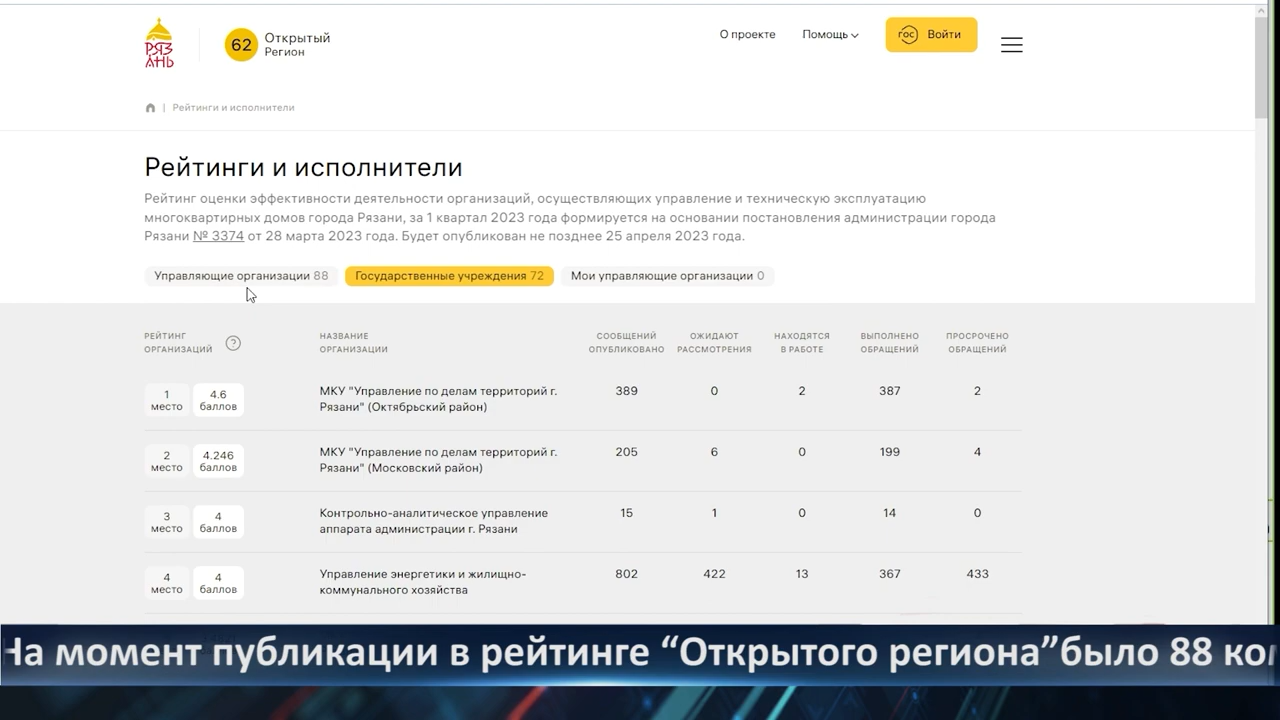 РЯЗ
АНЬ
62
Открытый
Регион
О проекте
Помощь
гос
Войти
Рейтинги и исполнители
Рейтинги и исполнители
Рейтинг оценки эффективности деятельности организаций, осуществляющих управление и техническую эксплуатацию
многоквартирных домов города Рязани, за 1 квартал 2023 года формируется на основании постановления администрации города
Рязани № 3374 от 28 марта 2023 года. Будет опубликован не позднее 25 апреля 2023 года.
Управляющие организации 88
Государственные учреждения 72
Мои управляющие организации 0
РЕЙТИНГ
ОРГАНИЗАЦИЙ
?
НАЗВАНИЕ
ОРГАНИЗАЦИИ
СООБЩЕНИЙ
ОПУБЛИКОВАНО
ОЖИДАЮТ
РАССМОТРЕНИЯ
НАХОДЯТСЯ
В РАБОТЕ
ВЫПОЛНЕНО
ОБРАЩЕНИЙ
ПРОСРОЧЕНО
ОБРАЩЕНИЙ
1
место
4.6
баллов
МКУ "Управление по делам территорий г.
Рязани" (Октябрьский район)
389
0
2
387
2
2
место
4.246
баллов
МКУ "Управление по делам территорий г.
Рязани" (Московский район)
205
6
0
199
4
3
место
4
баллов
Контрольно-аналитическое управление
аппарата администрации г. Рязани
15
1
0
14
0
4
место
4
баллов
Управление энергетики и жилищно-
коммунального хозяйства
802
422
13
367
433
На момент публикации в рейтинге “Открытого региона”было 88